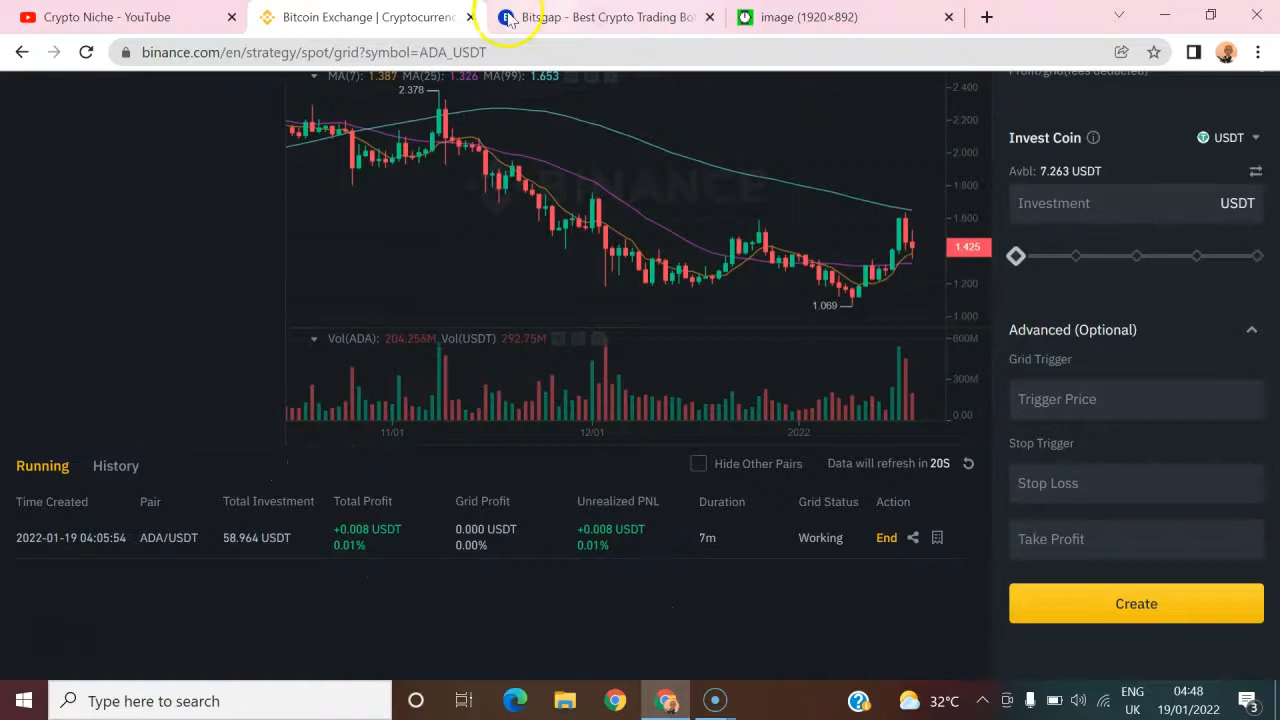 Crypto Niche - YouTube
Bitcoin Exchange | Cryptocurrenc
Bitsgap - Best Crypto Trading Bo
image (1920×892)
binance.com/en/strategy/spot/grid?symbol=ADA_USDT
MA(7): 1.387 MA(25): 1.326 MA(99): 1.653
2.378
2.400
2.200
2.000
1.800
1.600
1.425
1.200
1.000
1.069
BINANCE
Vol(ADA): 204.256M Vol(USDT) 292.75M
600M
300M
0.00
11/01
12/01
2022
Profit/grid(fees deducted)
Invest Coin
USDT
Avbl: 7.263 USDT
Investment
USDT
Advanced (Optional)
Grid Trigger
Trigger Price
Stop Trigger
Stop Loss
Take Profit
Create
Running
History
Hide Other Pairs
Data will refresh in 20S
Time Created
Pair
Total Investment
Total Profit
Grid Profit
Unrealized PNL
Duration
Grid Status
Action
2022-01-19 04:05:54
ADA/USDT
58.964 USDT
+0.008 USDT
0.01%
0.000 USDT
0.00%
+0.008 USDT
0.01%
7m
Working
End
Type here to search
32°C
ENG
UK
04:48
19/01/2022
3